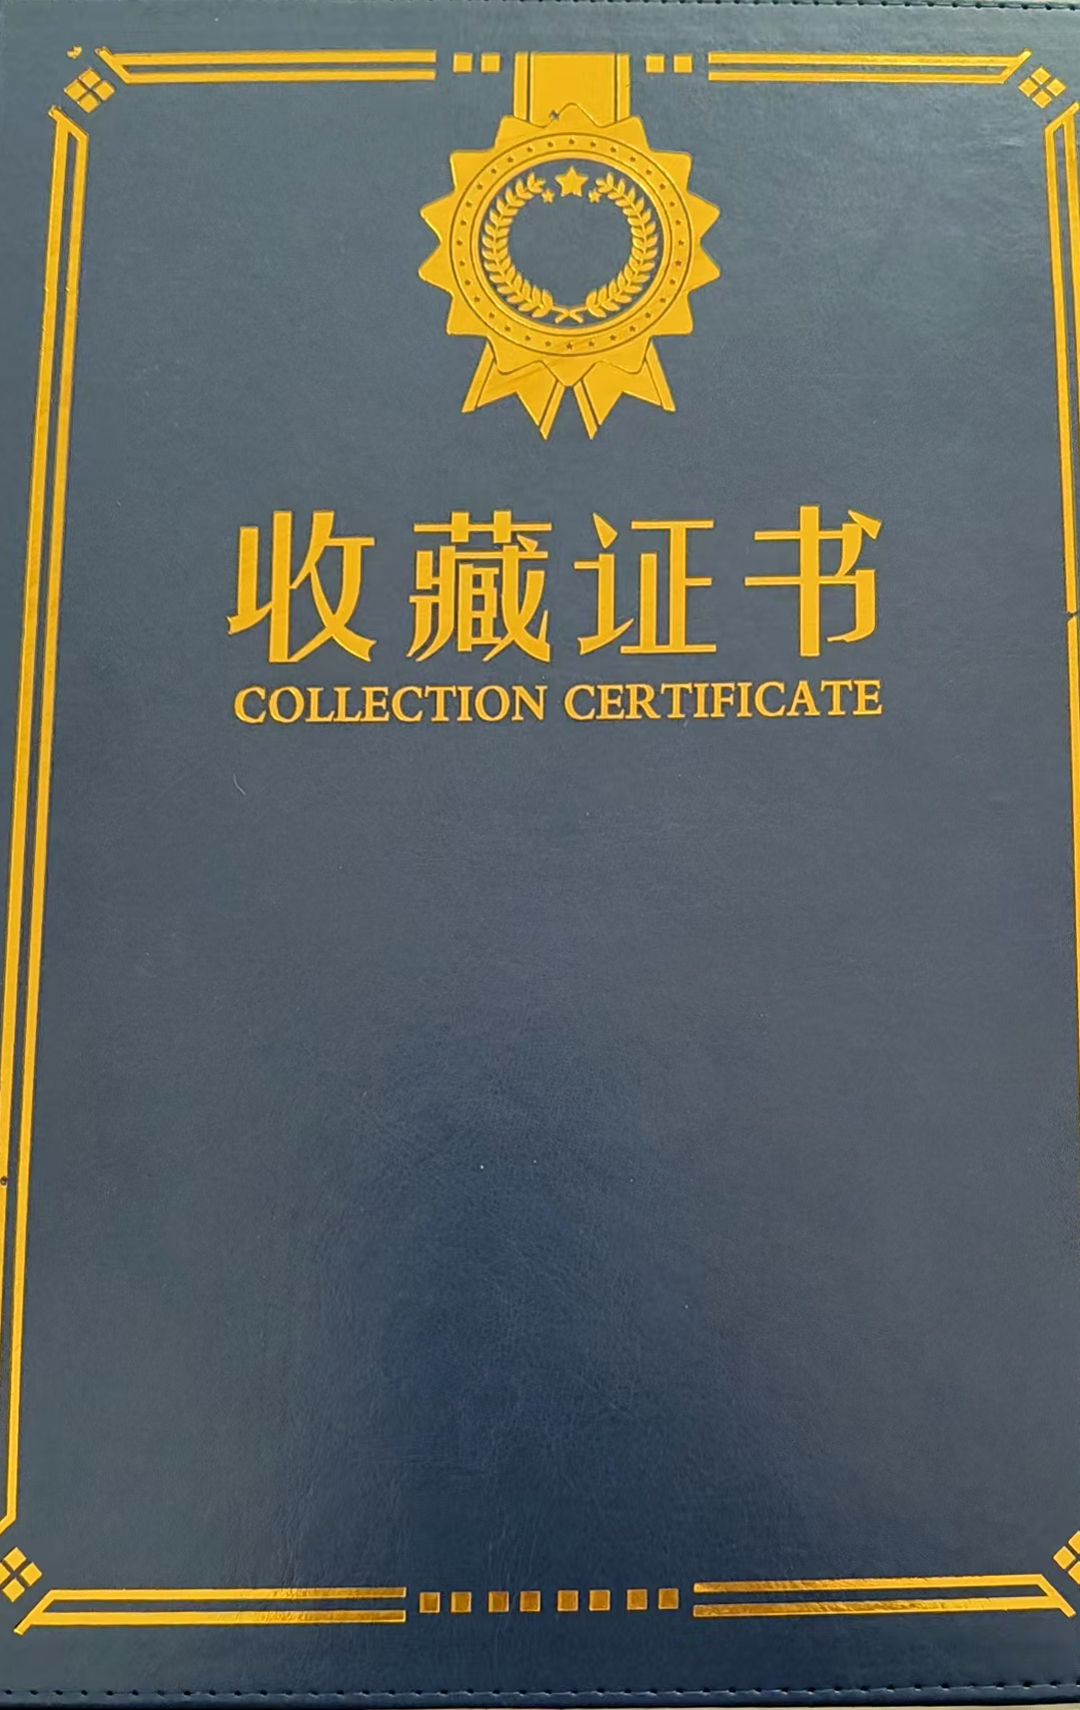 收藏证书
COLLECTION CERTIFICATE